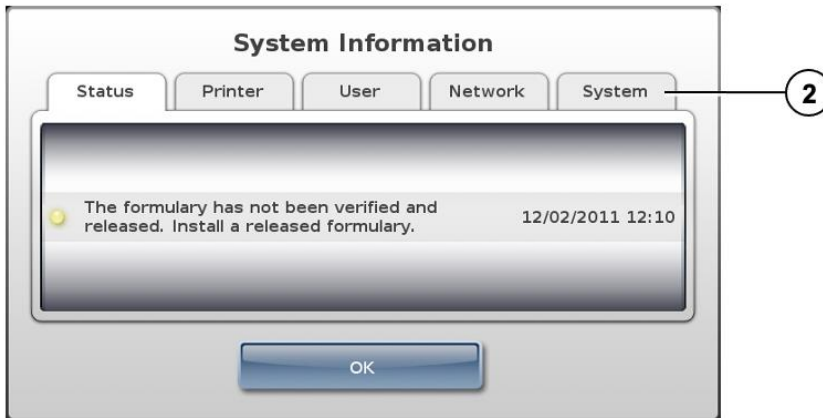 System Information
Status Printer User Network System
2
The formulary has not been verified and
released. Install a released formulary.
12/02/2011 12:10
OK